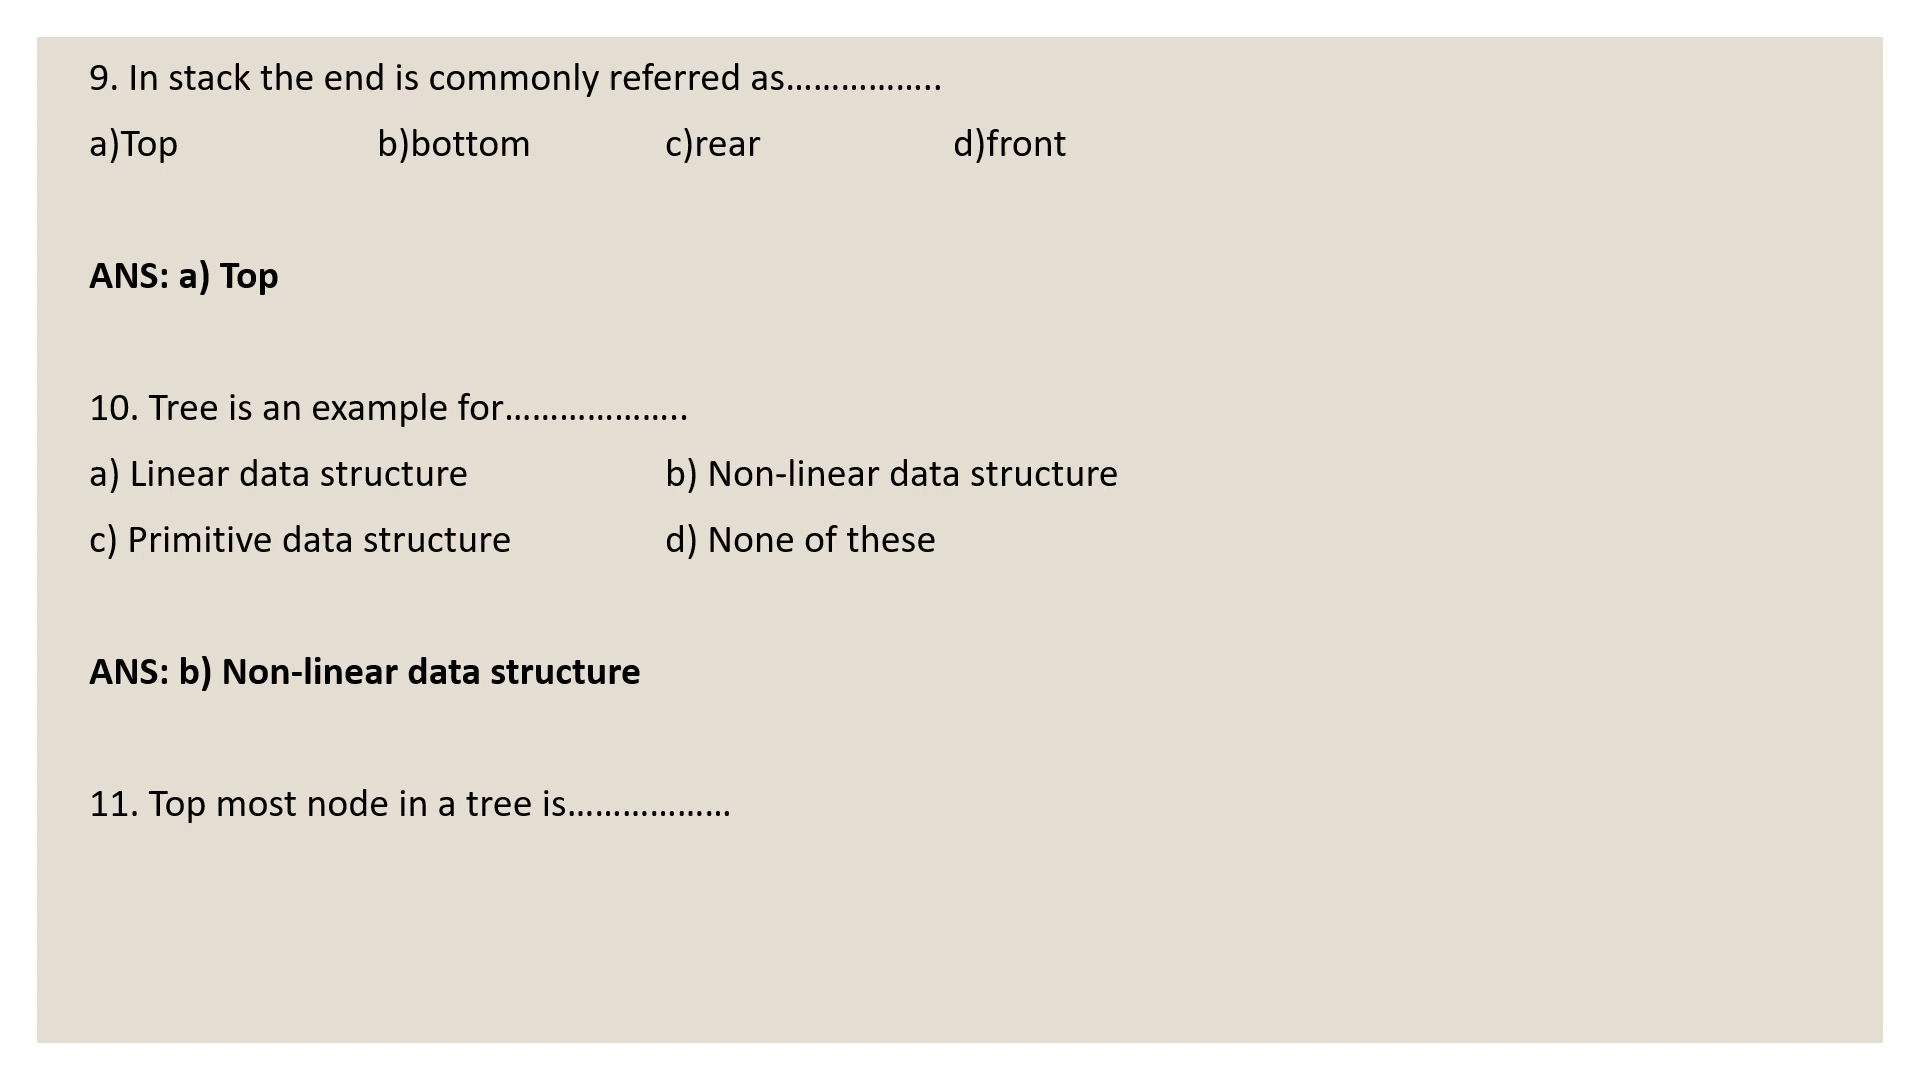 9. In stack the end is commonly referred as……………..
a)Top b)bottom c)rear d)front
ANS: a) Top
10. Tree is an example for………………..
a) Linear data structure b) Non-linear data structure
c) Primitive data structure d) None of these
ANS: b) Non-linear data structure
11. Top most node in a tree is………………